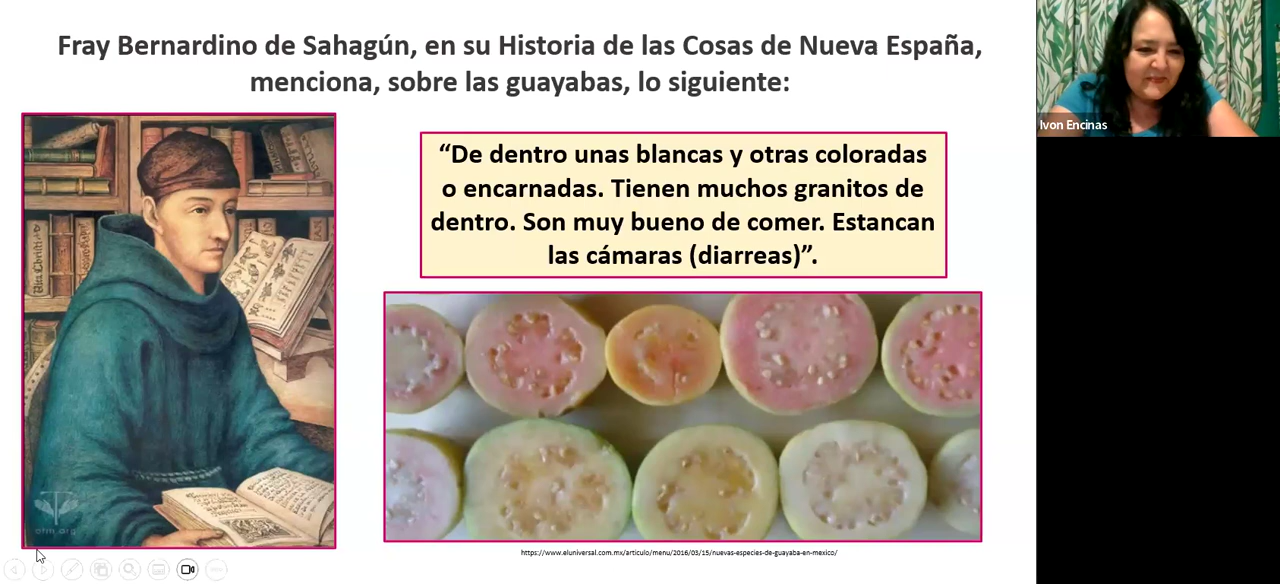 Fray Bernardino de Sahagún, en su Historia de las Cosas de Nueva España,
menciona, sobre las guayabas, lo siguiente:
“De dentro unas blancas y otras coloradas
o encarnadas. Tienen muchos granitos de
dentro. Son muy bueno de comer. Estancan
las cámaras (diarreas)”.
https://www.eluniversal.com.mx/articulo/menu/2016/03/15/nuevas-especies-de-guayaba-en-mexico/
Ivon Encinas